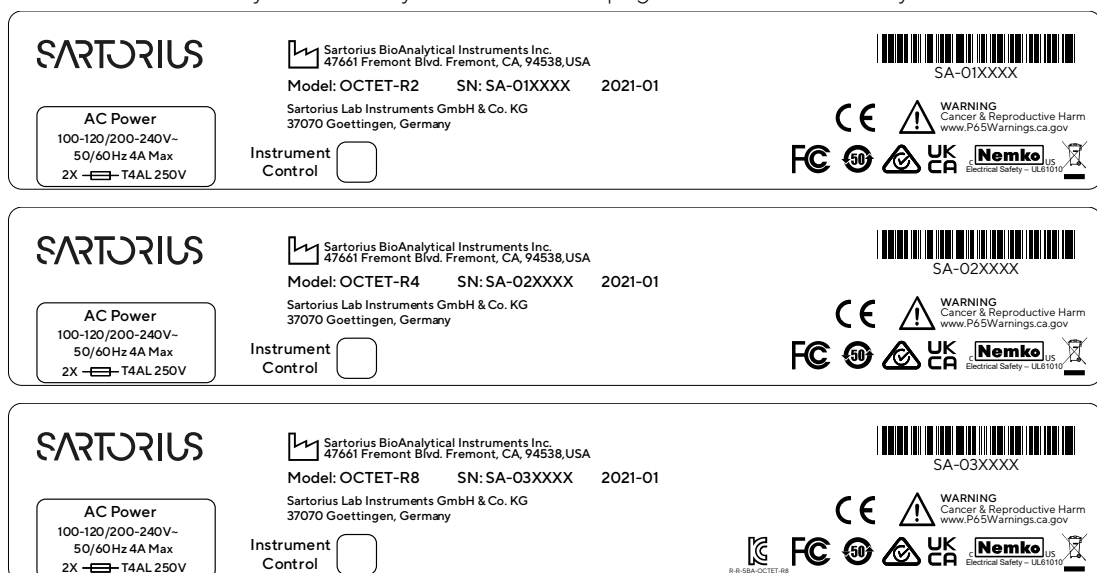 SARTORIUS
Sartorius BioAnalytical Instruments Inc.
47661 Fremont Blvd. Fremont, CA, 94538,USA
Model: OCTET-R2 SN: SA-01XXXX 2021-01
Sartorius Lab Instruments GmbH & Co. KG
37070 Goettingen, Germany
AC Power
100-120/200-240V~
50/60Hz 4A Max
2X T4AL 250V
Instrument
Control
SA-01XXXX
CE
WARNING
Cancer & Reproductive Harm
www.P65Warnings.ca.gov
FC 50 UK CA c Nemko us
Electrical Safety – UL61010
SARTORIUS
Sartorius BioAnalytical Instruments Inc.
47661 Fremont Blvd. Fremont, CA, 94538,USA
Model: OCTET-R4 SN: SA-02XXXX 2021-01
Sartorius Lab Instruments GmbH & Co. KG
37070 Goettingen, Germany
AC Power
100-120/200-240V~
50/60Hz 4A Max
2X T4AL 250V
Instrument
Control
SA-02XXXX
CE
WARNING
Cancer & Reproductive Harm
www.P65Warnings.ca.gov
FC 50 UK CA c Nemko us
Electrical Safety – UL61010
SARTORIUS
Sartorius BioAnalytical Instruments Inc.
47661 Fremont Blvd. Fremont, CA, 94538,USA
Model: OCTET-R8 SN: SA-03XXXX 2021-01
Sartorius Lab Instruments GmbH & Co. KG
37070 Goettingen, Germany
AC Power
100-120/200-240V~
50/60Hz 4A Max
2X T4AL 250V
Instrument
Control
SA-03XXXX
CE
WARNING
Cancer & Reproductive Harm
www.P65Warnings.ca.gov
R-R-SBA-OCTET-R8
FC 50 UK CA c Nemko us
Electrical Safety – UL61010